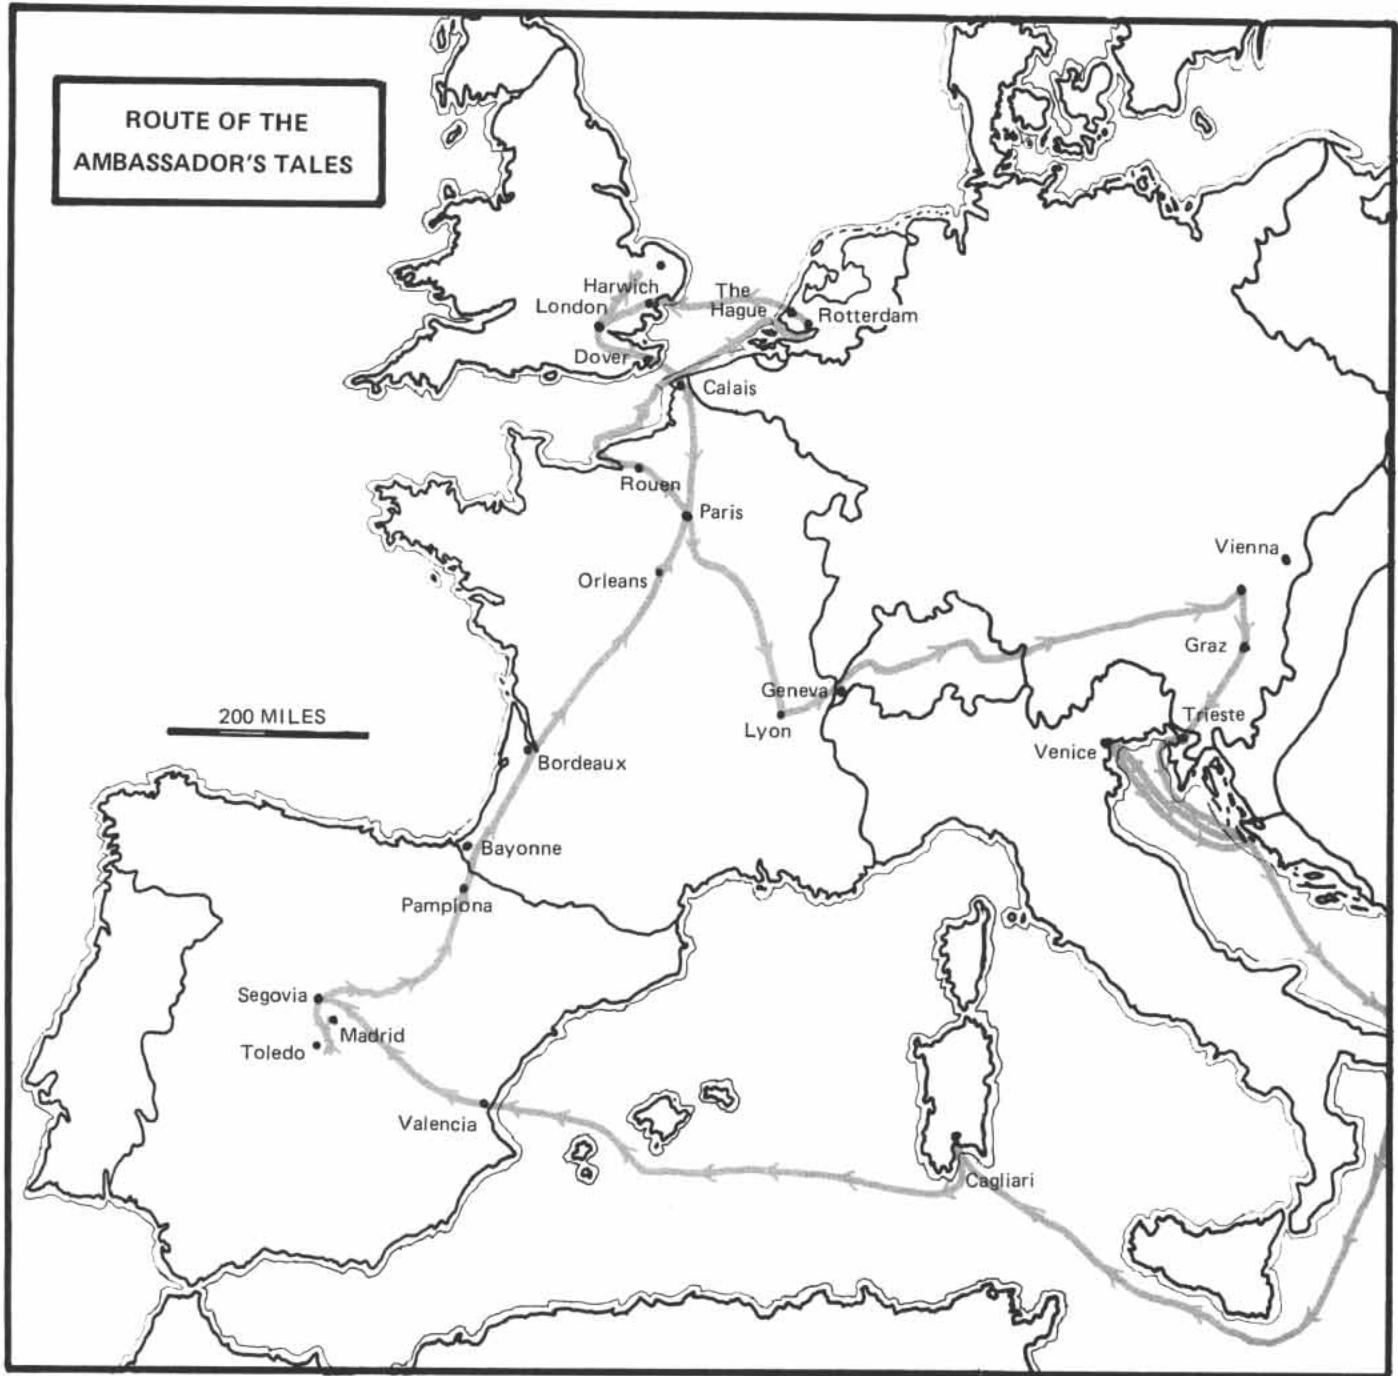 ROUTE OF THE
AMBASSADOR'S TALES
Harwich
London
The
Hague
Rotterdam
Dover
Calais
Rouen
Paris
Vienna
Orleans
Graz
Geneva
Lyon
200 MILES
Trieste
Venice
Bordeaux
Bayonne
Pamplona
Segovia
Madrid
Toledo
Valencia
Cagliari